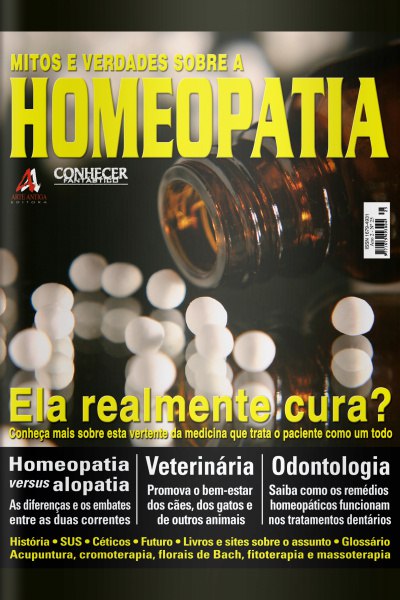 MITOS E VERDADES SOBRE A
HOMEOPATIA
ARTE ANTIGA
EDITORA
CONHECER
FANTÁSTICO
ISSN 1679-4001
Ela realmente cura?
Conheça mais sobre esta vertente da medicina que trata o paciente como um todo
Homeopatia
versus alopatia
As diferenças e os embates
entre as duas correntes
Veterinária
Promova o bem-estar
dos cães, dos gatos e
de outros animais
Odontologia
Saiba como os remédios
homeopáticos funcionam
nos tratamentos dentários
História • SUS • Céticos • Futuro • Livros e sites sobre o assunto • Glossário
Acupuntura, cromoterapia, florais de Bach, fitoterapia e massoterapia